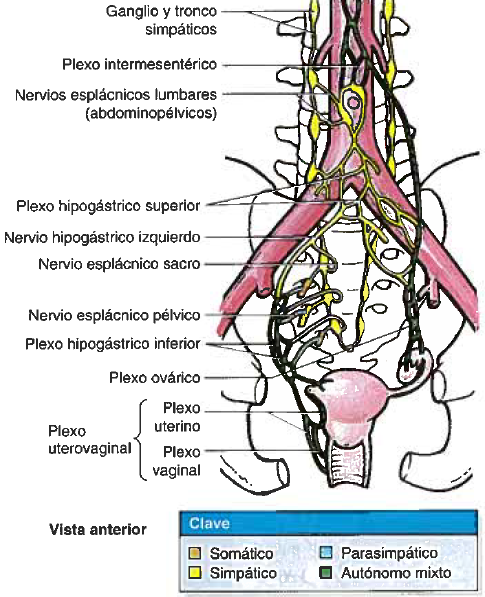 Ganglio y tronco
simpáticos
Plexo intermesentérico
Nervios esplácnicos lumbares
(abdominopélvicos)
Plexo hipogástrico superior
Nervio hipogástrico izquierdo
Nervio esplácnico sacro
Nervio esplácnico pélvico
Plexo hipogástrico inferior
Plexo ovárico
Plexo
uterino
Plexo
uterovaginal
Plexo
vaginal
Vista anterior
Clave
Somático
Parasimpático
Simpático
Autónomo mixto